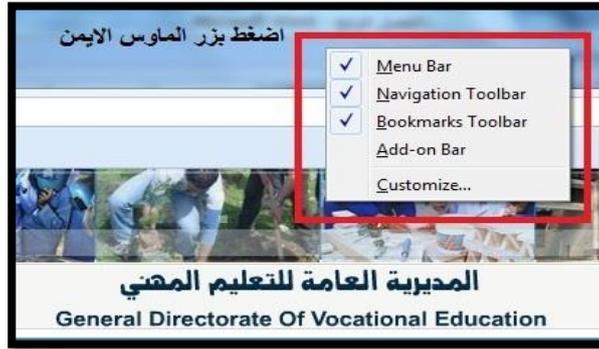 اضغط بزر الماوس الايمن
Menu Bar
Navigation Toolbar
Bookmarks Toolbar
Add-on Bar
Customize...
المديرية العامة للتعليم المهني
General Directorate Of Vocational Education